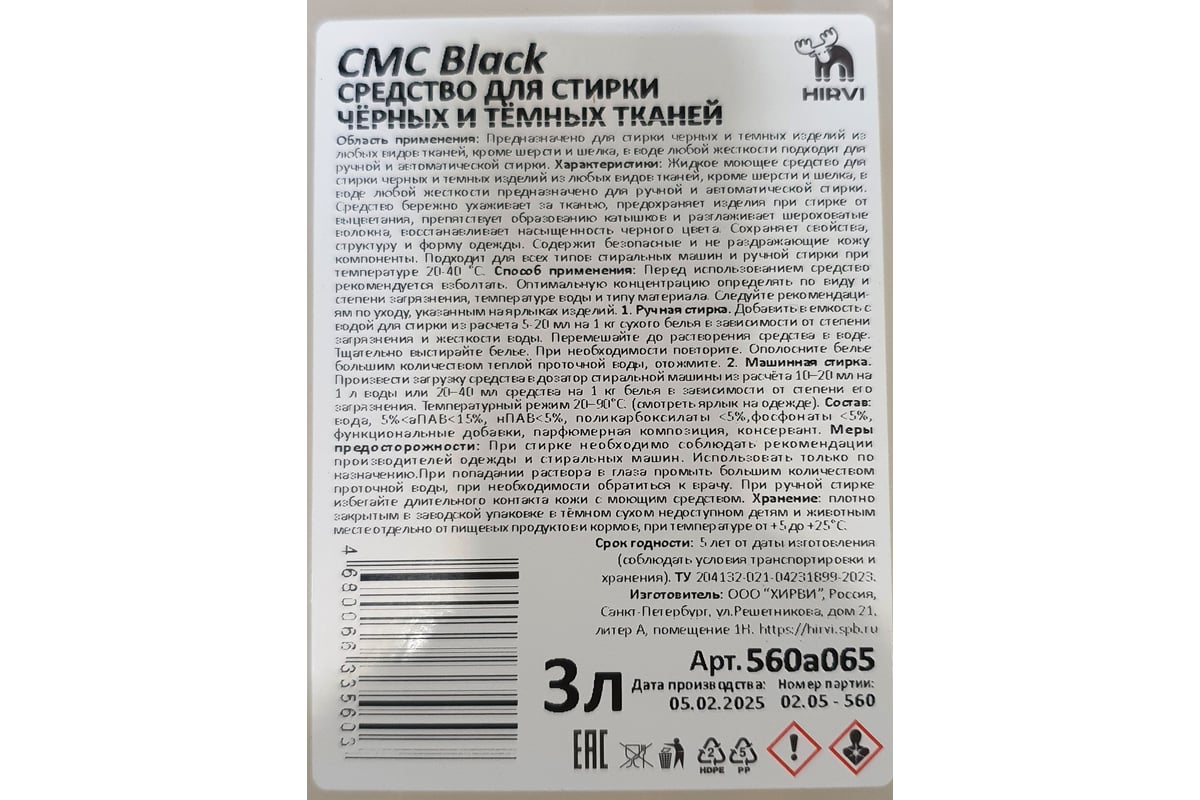 СМС Black
СРЕДСТВО ДЛЯ СТИРКИ
ЧЁРНЫХ И ТЁМНЫХ ТКАНЕЙ
HIRVI
Область применения: Предназначено для стирки черных и темных изделий из
любых видов тканей, кроме шерсти и шелка, в воде любой жесткости подходит для
ручной и автоматической стирки. Характеристики: Жидкое моющее средство для
стирки черных и темных изделий из любых видов тканей, кроме шерсти и шелка, в
воде любой жесткости предназначено для ручной и автоматической стирки.
Средство бережно ухаживает за тканью, предохраняет изделия при стирке от
выцветания, препятствует образованию катышков и разглаживает шероховатые
волокна, восстанавливает насыщенность черного цвета. Сохраняет свойства,
структуру и форму одежды. Содержит безопасные и не раздражающие кожу
компоненты. Подходит для всех типов стиральных машин и ручной стирки при
температуре 20-40 °С. Способ применения: Перед использованием средство
рекомендуется взболтать. Оптимальную концентрацию определять по виду и
степени загрязнения, температуре воды и типу материала. Следуйте рекомендаци-
ям по уходу, указанным на ярлыках изделий. 1. Ручная стирка. Добавить в емкость с
водой для стирки из расчета 5-20 мл на 1 кг сухого белья в зависимости от степени
загрязнения и жесткости воды. Перемешайте до растворения средства в воде.
Тщательно выстирайте белье. При необходимости повторите. Ополосните белье
большим количеством теплой проточной воды, отожмите. 2. Машинная стирка.
Произвести загрузку средства в дозатор стиральной машины из расчёта 10–20 мл на
1 л воды или 20–40 мл средства на 1 кг белья в зависимости от степени его
загрязнения. Температурный режим 20–90°С. (смотреть ярлык на одежде). Состав:
вода, 5%<аПАВ<15%, нПАВ<5%, поликарбоксилаты <5%,фосфонаты <5%,
функциональные добавки, парфюмерная композиция, консервант. Меры
предосторожности: При стирке необходимо соблюдать рекомендации
производителей одежды и стиральных машин. Использовать только по
назначению.При попадании раствора в глаза промыть большим количеством
проточной воды, при необходимости обратиться к врачу. При ручной стирке
избегайте длительного контакта кожи с моющим средством. Хранение: плотно
закрытым в заводской упаковке в тёмном сухом недоступном детям и животным
месте отдельно от пищевых продуктов и кормов, при температуре от +5 до +25°С.
Срок годности: 5 лет от даты изготовления
(соблюдать условия транспортировки и
хранения). ТУ 204132-021-04231899-2023.
Изготовитель: ООО "ХИРВИ", Россия,
Санкт-Петербург, ул.Решетникова, дом 21,
литер А, помещение 1Н. https://hirvi.spb.ru
4 680066 335603
Арт.560а065
3л
Дата производства: Номер партии:
05.02.2025 02.05 - 560
EAC
2 5
HDPE PP